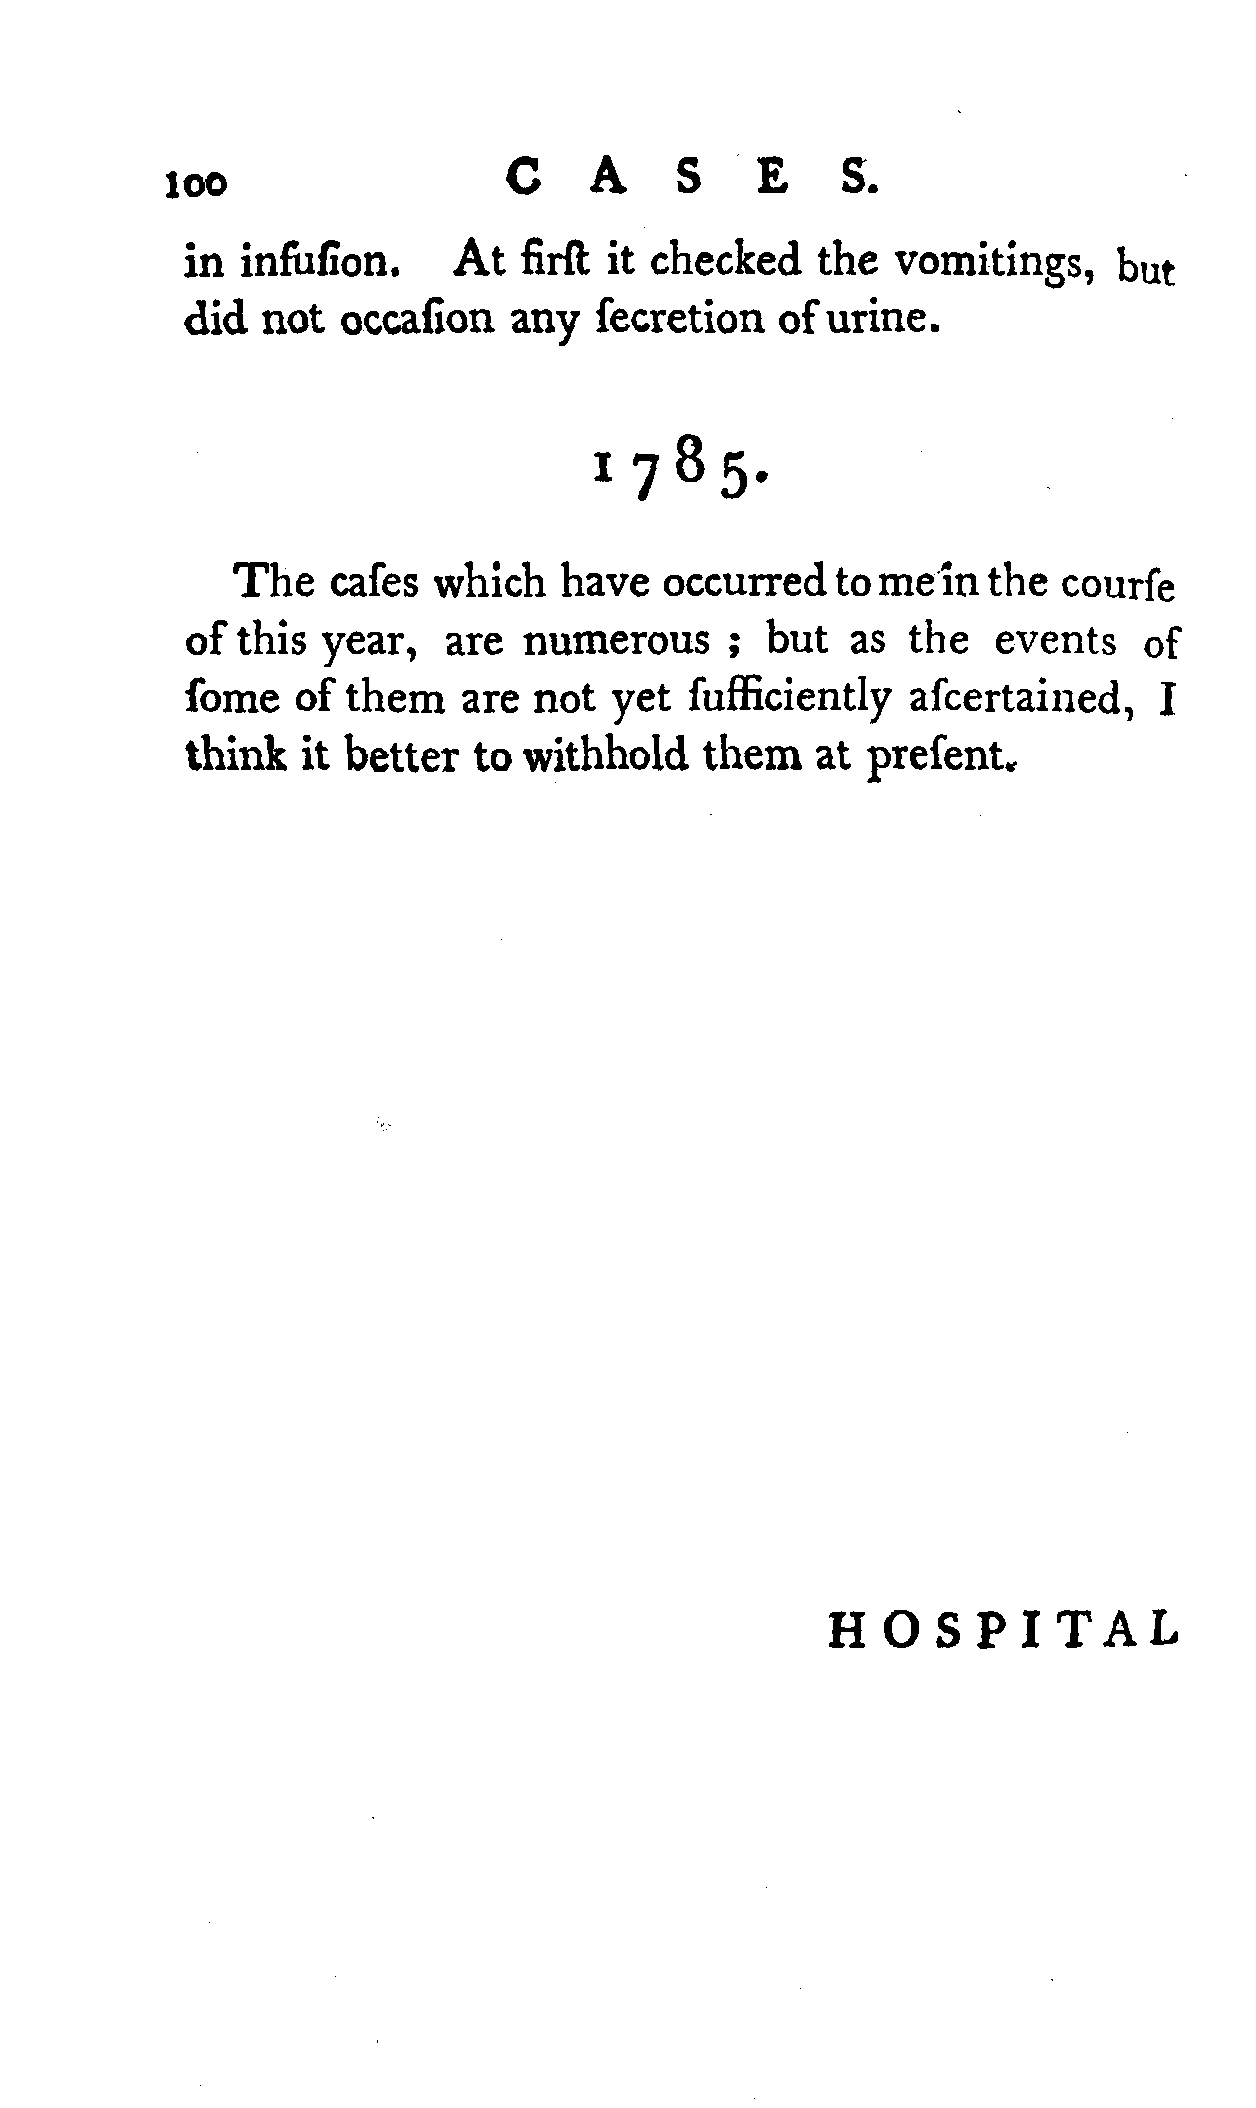 100 C A S E S.
in infuſion. At firſt it checked the vomitings, but
did not occaſion any ſecretion of urine.
1785.
The caſes which have occurred to me in the courſe
of this year, are numerous ; but as the events of
ſome of them are not yet ſufficiently aſcertained, I
think it better to withhold them at preſent.
HOSPITAL